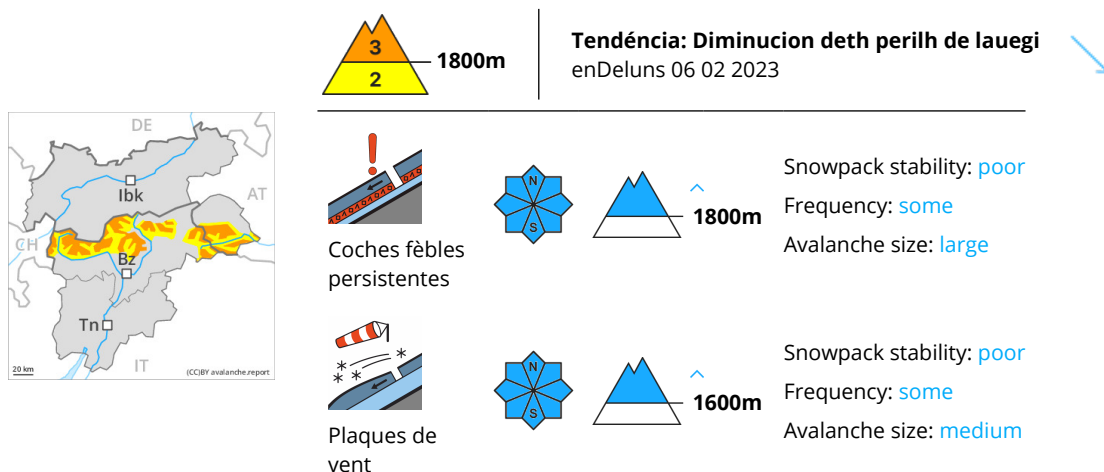 3
2
1800m
Tendéncia: Diminucion deth perilh de lauegi
enDeluns 06 02 2023
DE
Ibk
AT
CH
Bz
Tn
IT
20 km
(CC)BY avalanche.report
Coches fèbles
persistentes
N
S
1800m
Snowpack stability: poor
Frequency: some
Avalanche size: large
Plaques de
vent
N
S
1600m
Snowpack stability: poor
Frequency: some
Avalanche size: medium